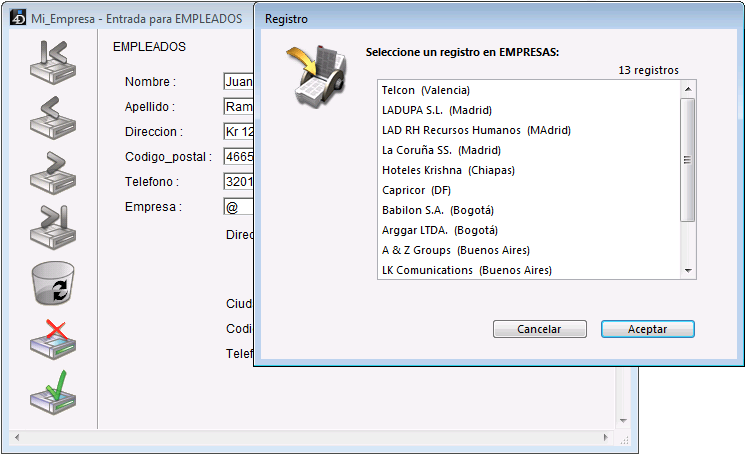 Mi_Empresa - Entrada para EMPLEADOS
EMPLEADOS
Nombre : Juan
Apellido : Ram
Direccion : Kr 12
Codigo_postal : 4665
Telefono : 3201
Empresa : @
Direc
Ciuda
Codi
Telef
Registro
Seleccione un registro en EMPRESAS:
13 registros
Telcon (Valencia)
LADUPA S.L. (Madrid)
LAD RH Recursos Humanos (MAdrid)
La Coruña SS. (Madrid)
Hoteles Krishna (Chiapas)
Capricor (DF)
Babilon S.A. (Bogotá)
Arggar LTDA. (Bogotá)
A & Z Groups (Buenos Aires)
LK Comunications (Buenos Aires)
Cancelar Aceptar